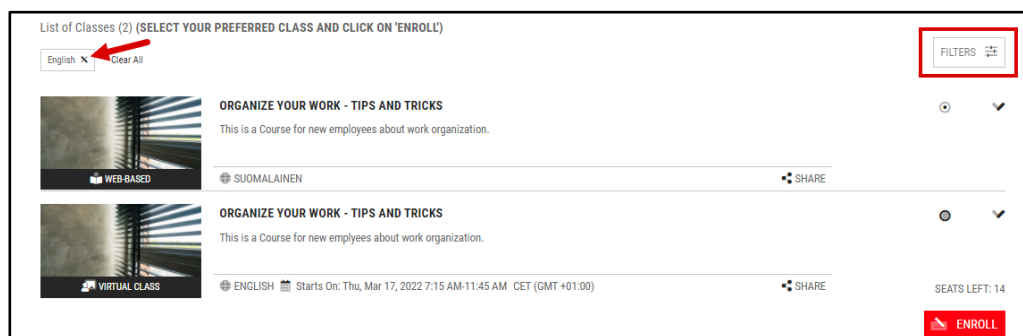 List of Classes (2) (SELECT YOUR PREFERRED CLASS AND CLICK ON 'ENROLL')
FILTERS
English Clear All
ORGANIZE YOUR WORK - TIPS AND TRICKS
This is a Course for new employees about work organization.
WEB-BASED
SUOMALAINEN
SHARE
ORGANIZE YOUR WORK - TIPS AND TRICKS
This is a Course for new emplyees about work organization.
VIRTUAL CLASS
ENGLISH Starts On: Thu, Mar 17, 2022 7:15 AM-11:45 AM CET (GMT +01:00)
SHARE
SEATS LEFT: 14
ENROLL